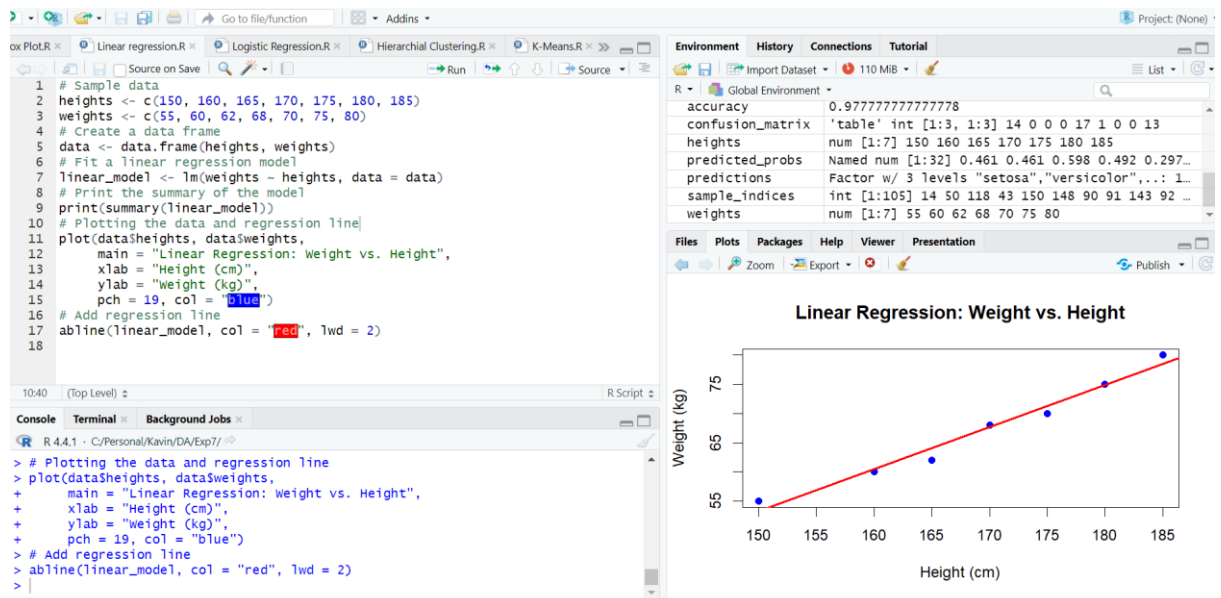 Go to file/function
Addins
Project: (None)
ox Plot.R
Linear regression.R
Logistic Regression.R
Hierarchial Clustering.R
K-Means.R
Source on Save
Run
Source
1 # Sample data
2 heights <- c(150, 160, 165, 170, 175, 180, 185)
3 weights <- c(55, 60, 62, 68, 70, 75, 80)
4 # Create a data frame
5 data <- data.frame(heights, weights)
6 # Fit a linear regression model
7 linear_model <- lm(weights ~ heights, data = data)
8 # Print the summary of the model
9 print(summary(linear_model))
10 # Plotting the data and regression line
11 plot(data$heights, data$weights,
12 main = "Linear Regression: Weight vs. Height",
13 xlab = "Height (cm)",
14 ylab = "Weight (kg)",
15 pch = 19, col = "blue")
16 # Add regression line
17 abline(linear_model, col = "red", lwd = 2)
18
10:40 (Top Level) R Script
Console Terminal Background Jobs
R 4.4.1 · C:/Personal/Kavin/DA/Exp7/
> # Plotting the data and regression line
> plot(data$heights, data$weights,
+ main = "Linear Regression: Weight vs. Height",
+ xlab = "Height (cm)",
+ ylab = "Weight (kg)",
+ pch = 19, col = "blue")
> # Add regression line
> abline(linear_model, col = "red", lwd = 2)
>
Environment History Connections Tutorial
Import Dataset 110 MiB List
R Global Environment
accuracy 0.977777777777778
confusion_matrix 'table' int [1:3, 1:3] 14 0 0 0 17 1 0 0 13
heights num [1:7] 150 160 165 170 175 180 185
predicted_probs Named num [1:32] 0.461 0.461 0.598 0.492 0.297...
predictions Factor w/ 3 levels "setosa","versicolor",..: 1...
sample_indices int [1:105] 14 50 118 43 150 148 90 91 143 92 ...
weights num [1:7] 55 60 62 68 70 75 80
Files Plots Packages Help Viewer Presentation
Zoom Export Publish
Linear Regression: Weight vs. Height
Weight (kg)
75
65
55
150 155 160 165 170 175 180 185
Height (cm)